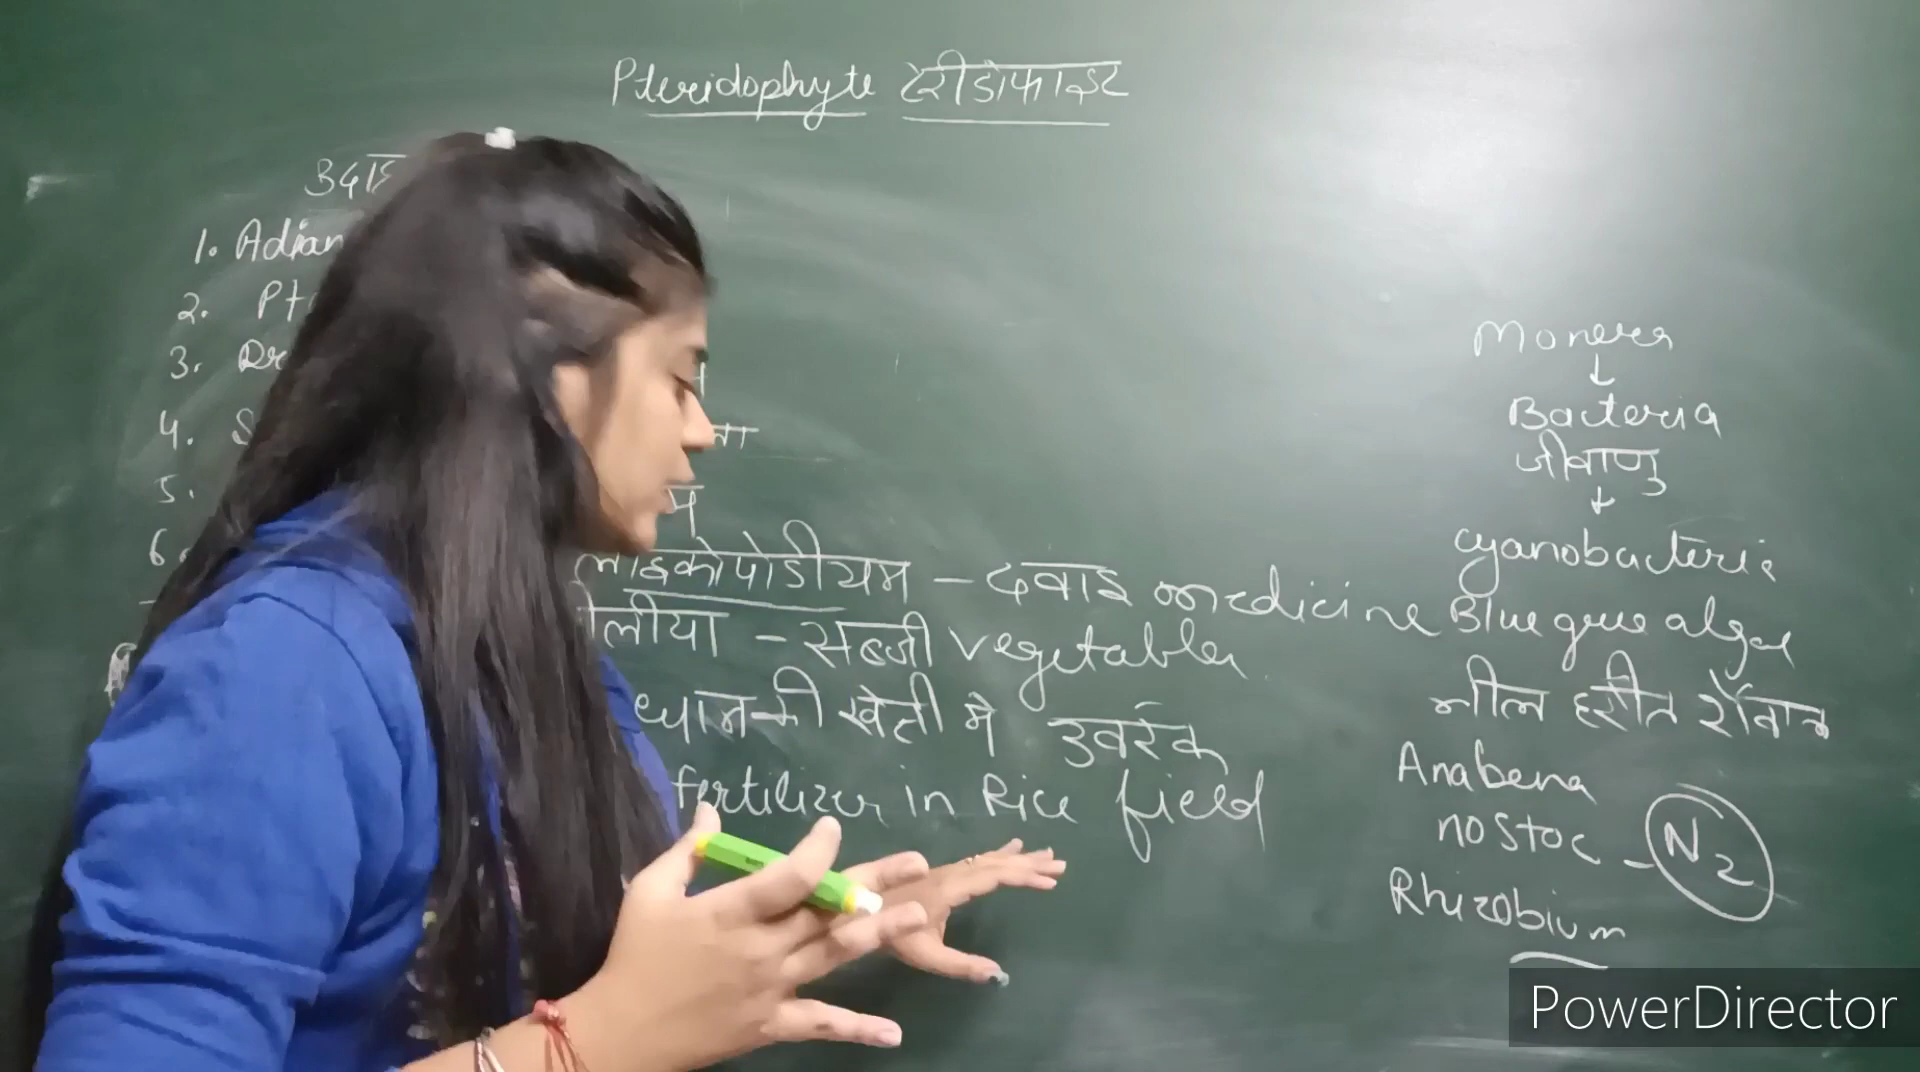 Pteridophyte टेरीडोफाइट
1. Adian
2. Pt
3.
4. S
5.
6.
लाइकोपोडीयम - दवाइ medicine
लीया - सब्जी vegetable
धान की खेती मे उर्वरक
fertilizer in Rice field
Monera
↓
Bacteria
जीवाणु
↓
cyanobacteria
Blue green algae
नील हरीत शैवाल
Anabena
nostoc - N2
Rhizobium
PowerDirector